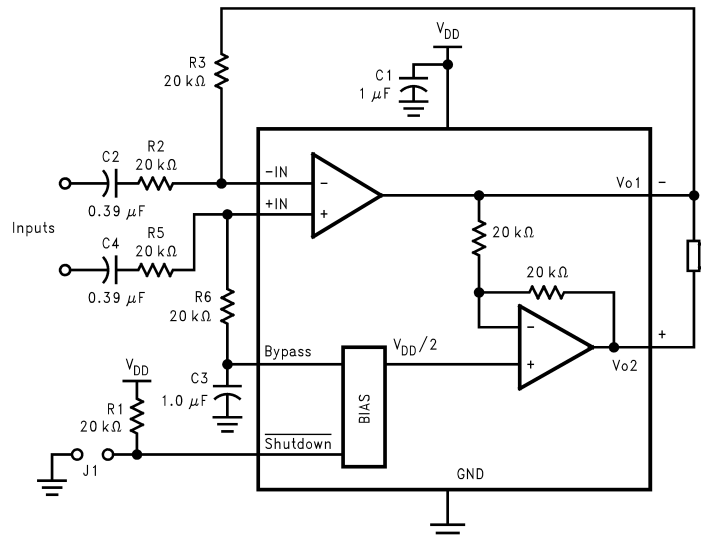 V_DD
R3
20 kΩ
C1
1 μF
C2
R2
20 kΩ
0.39 μF
-IN
-
Vo1
-
+IN
+
Inputs
C4
R5
20 kΩ
0.39 μF
20 kΩ
20 kΩ
R6
20 kΩ
-
+
Bypass
V_DD/2
+
Vo2
V_DD
C3
1.0 μF
R1
20 kΩ
BIAS
Shutdown
J1
GND